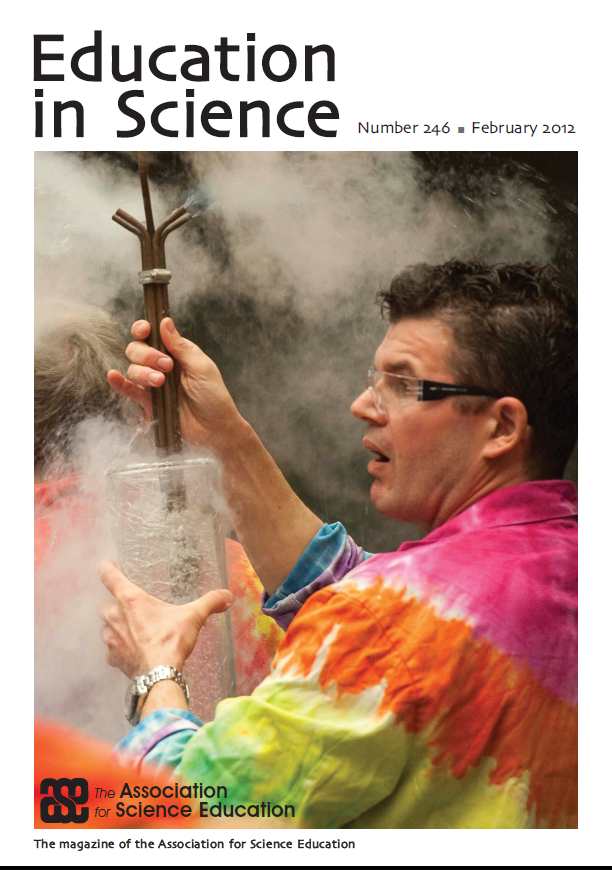 Education
in Science
Number 246 ■ February 2012
ase
The Association
for Science Education
The magazine of the Association for Science Education